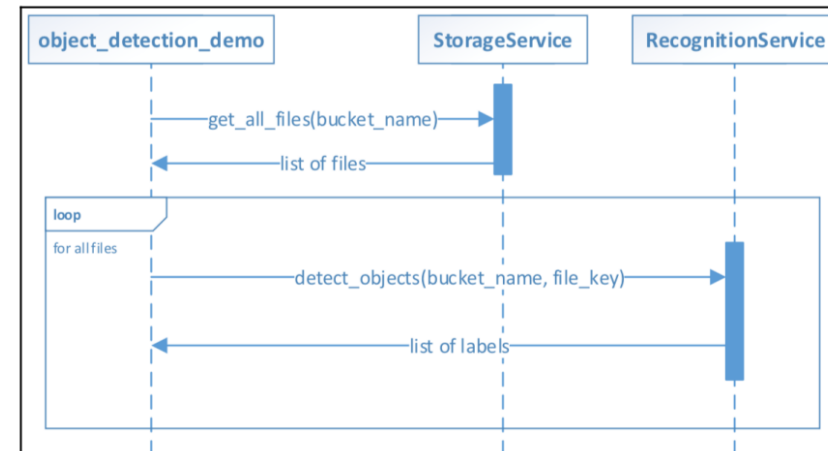 object_detection_demo
StorageService
RecognitionService
get_all_files(bucket_name)
list of files
loop
for all files
detect_objects(bucket_name, file_key)
list of labels